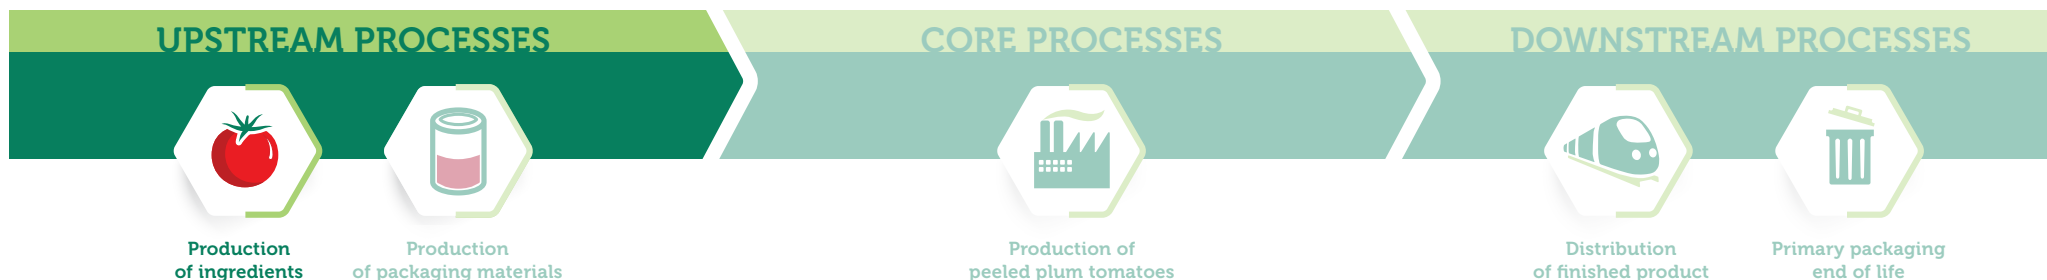 UPSTREAM PROCESSES
CORE PROCESSES
DOWNSTREAM PROCESSES
Production
of ingredients
Production
of packaging materials
Production of
peeled plum tomatoes
Distribution
of finished product
Primary packaging
end of life